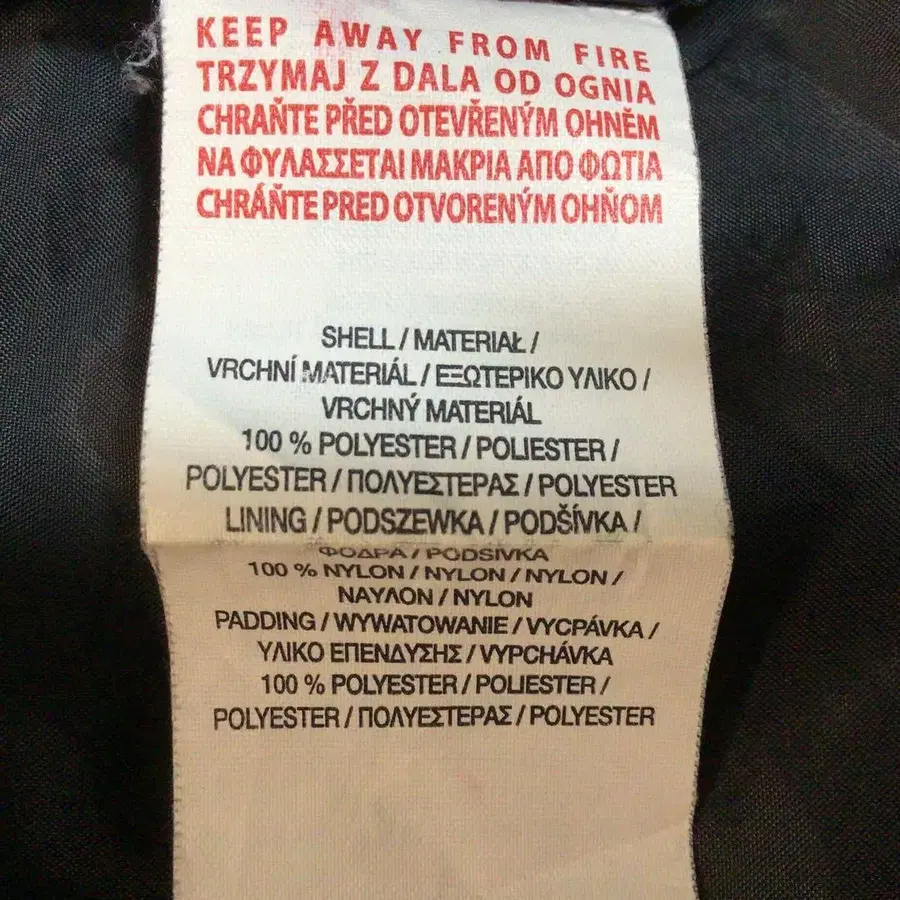 KEEP AWAY FROM FIRE
TRZYMAJ Z DALA OD OGNIA
CHRAŇTE PŘED OTEVŘENÝM OHNĚM
ΝΑ ΦΥΛΑΣΣΕΤΑΙ ΜΑΚΡΙΑ ΑΠΟ ΦΩΤΙΑ
CHRÁŇTE PRED OTVORENÝM OHŇOM
SHELL / MATERIAŁ /
VRCHNÍ MATERIÁL / ΕΞΩΤΕΡΙΚΟ ΥΛΙΚΟ /
VRCHNÝ MATERIÁL
100 % POLYESTER / POLIESTER /
POLYESTER / ΠΟΛΥΕΣΤΕΡΑΣ / POLYESTER
LINING / PODSZEWKA / PODŠÍVKA /
ΦΟΔΡΑ / PODSIVKA
100 % NYLON / NYLON / NYLON /
ΝΑΥΛΟΝ / NYLON
PADDING / WYWATOWANIE / VYCPÁVKA /
ΥΛΙΚΟ ΕΠΕΝΔΥΣΗΣ / VYPCHÁVKA
100 % POLYESTER / POLIESTER /
POLYESTER / ΠΟΛΥΕΣΤΕΡΑΣ / POLYESTER